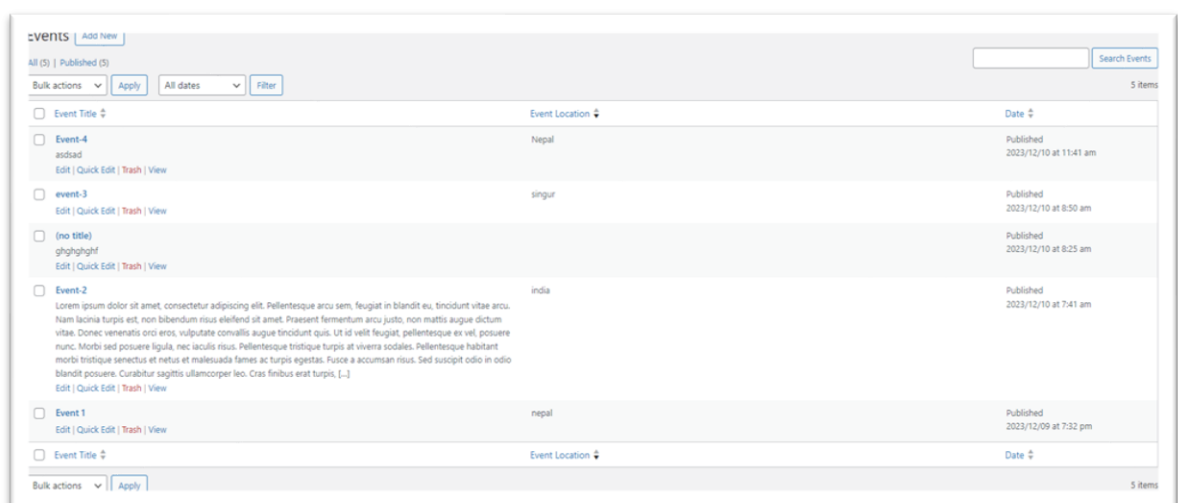 Events Add New
All (5) | Published (5)
Search Events
Bulk actions Apply All dates Filter 5 items
Event Title Event Location Date
Event-4 Nepal Published
asdsad 2023/12/10 at 11:41 am
Edit | Quick Edit | Trash | View
event-3 singur Published
Edit | Quick Edit | Trash | View 2023/12/10 at 8:50 am
(no title) Published
ghghghghf 2023/12/10 at 8:25 am
Edit | Quick Edit | Trash | View
Event-2 india Published
Lorem ipsum dolor sit amet, consectetur adipiscing elit. Pellentesque arcu sem, feugiat in blandit eu, tincidunt vitae arcu. 2023/12/10 at 7:41 am
Nam lacinia turpis est, non bibendum risus eleifend sit amet. Praesent fermentum arcu justo, non mattis augue dictum
vitae. Donec venenatis orci eros, vulputate convallis augue tincidunt quis. Ut id velit feugiat, pellentesque ex vel, posuere
nunc. Morbi sed posuere ligula, nec iaculis risus. Pellentesque tristique turpis at viverra sodales. Pellentesque habitant
morbi tristique senectus et netus et malesuada fames ac turpis egestas. Fusce a accumsan risus. Sed suscipit odio in odio
blandit posuere. Curabitur sagittis ullamcorper leo. Cras finibus erat turpis, [...]
Edit | Quick Edit | Trash | View
Event 1 nepal Published
Edit | Quick Edit | Trash | View 2023/12/09 at 7:32 pm
Event Title Event Location Date
Bulk actions Apply 5 items